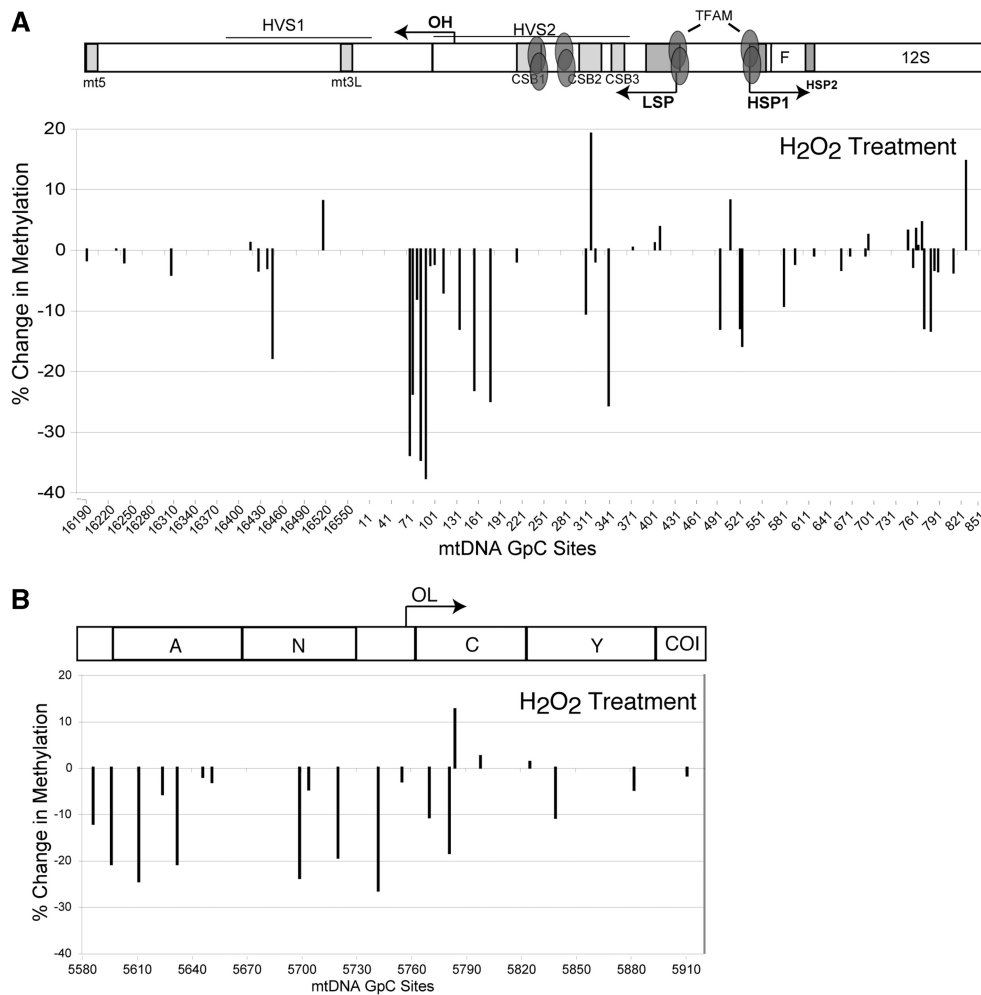 A
HVS1
OH
HVS2
TFAM
mt5
mt3L
CSB1
CSB2
CSB3
LSP
HSP1
F
HSP2
12S
H2O2 Treatment
% Change in Methylation
20
10
0
-10
-20
-30
-40
16190 16220 16250 16280 16310 16340 16370 16400 16430 16460 16490 16520 16550 11 41 71 101 131 161 191 221 251 281 311 341 371 401 431 461 491 521 551 581 611 641 671 701 731 761 791 821 851
mtDNA GpC Sites
B
OL
A N C Y COI
H2O2 Treatment
% Change in Methylation
20
10
0
-10
-20
-30
-40
5580 5610 5640 5670 5700 5730 5760 5790 5820 5850 5880 5910
mtDNA GpC Sites